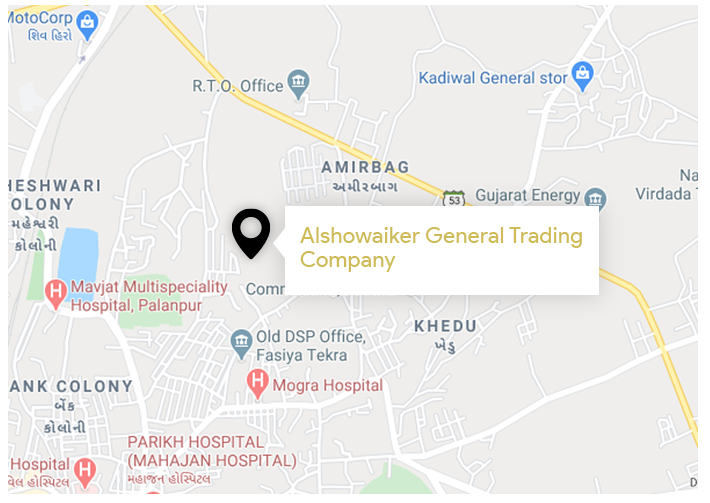 MotoCorp
શિવ હિરો
R.T.O. Office
Kadiwal General stor
AMIRBAG
અમીરબાગ
53
Gujarat Energy
Na
Virdada T
HESHWARI
OLONY
મહેશ્વરી
કોલોની
Alshowaiker General Trading
Company
Mavjat Multispeciality
Hospital, Palanpur
Comm
KHEDU
ખેડુ
Old DSP Office,
Fasiya Tekra
Mogra Hospital
ANK COLONY
બેંક
કોલોની
PARIKH HOSPITAL
(MAHAJAN HOSPITAL)
મહાજન હોસ્પિટલ
Hospital
વેલ હોસ્પિટલ
D